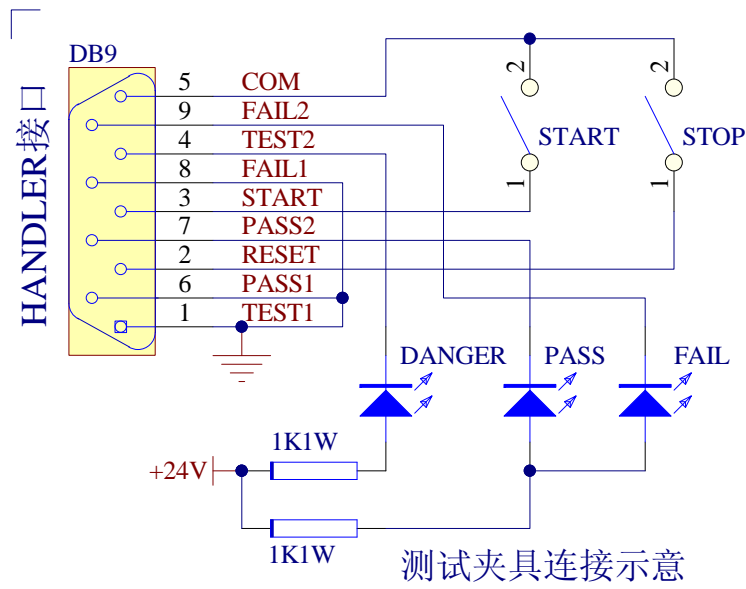 DB9
HANDLER接口
5 COM
9 FAIL2
4 TEST2
8 FAIL1
3 START
7 PASS2
2 RESET
6 PASS1
1 TEST1
2
START
1
2
STOP
1
DANGER
PASS
FAIL
1K1W
+24V
1K1W
测试夹具连接示意